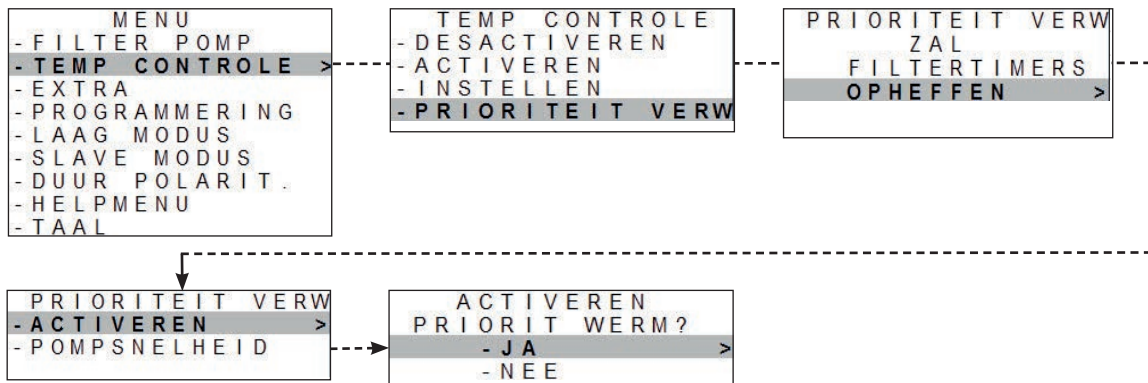 MENU
-FILTER POMP
-TEMP CONTROLE >
-EXTRA
-PROGRAMMERING
-LAAG MODUS
-SLAVE MODUS
-DUUR POLARIT.
-HELPMENU
-TAAL
TEMP CONTROLE
-DESACTIVEREN
-ACTIVEREN
-INSTELLEN
-PRIORITEIT VERW
PRIORITEIT VERW
ZAL
FILTERTIMERS
OPHEFFEN >
PRIORITEIT VERW
-ACTIVEREN >
-POMPSNELHEID
ACTIVEREN
PRIORIT WERM?
-JA >
-NEE